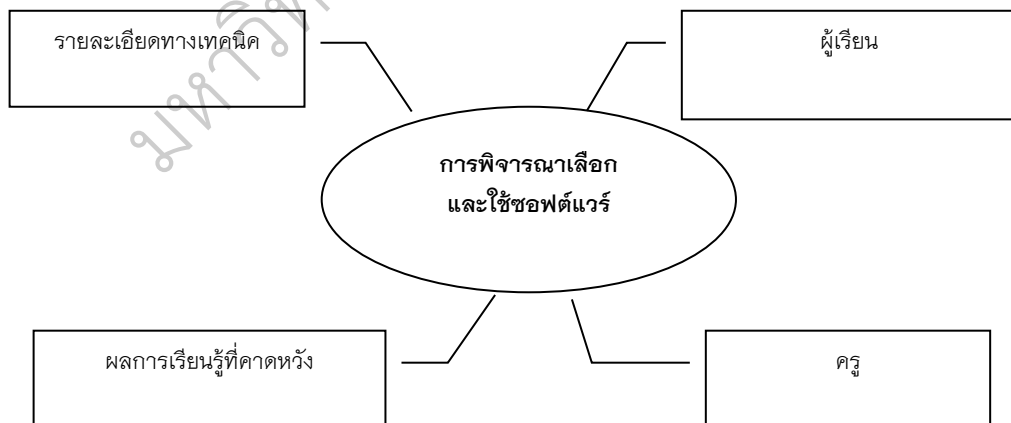 รายละเอียดทางเทคนิค
ผู้เรียน
การพิจารณาเลือก
และใช้ซอฟต์แวร์
ผลการเรียนรู้ที่คาดหวัง
ครู